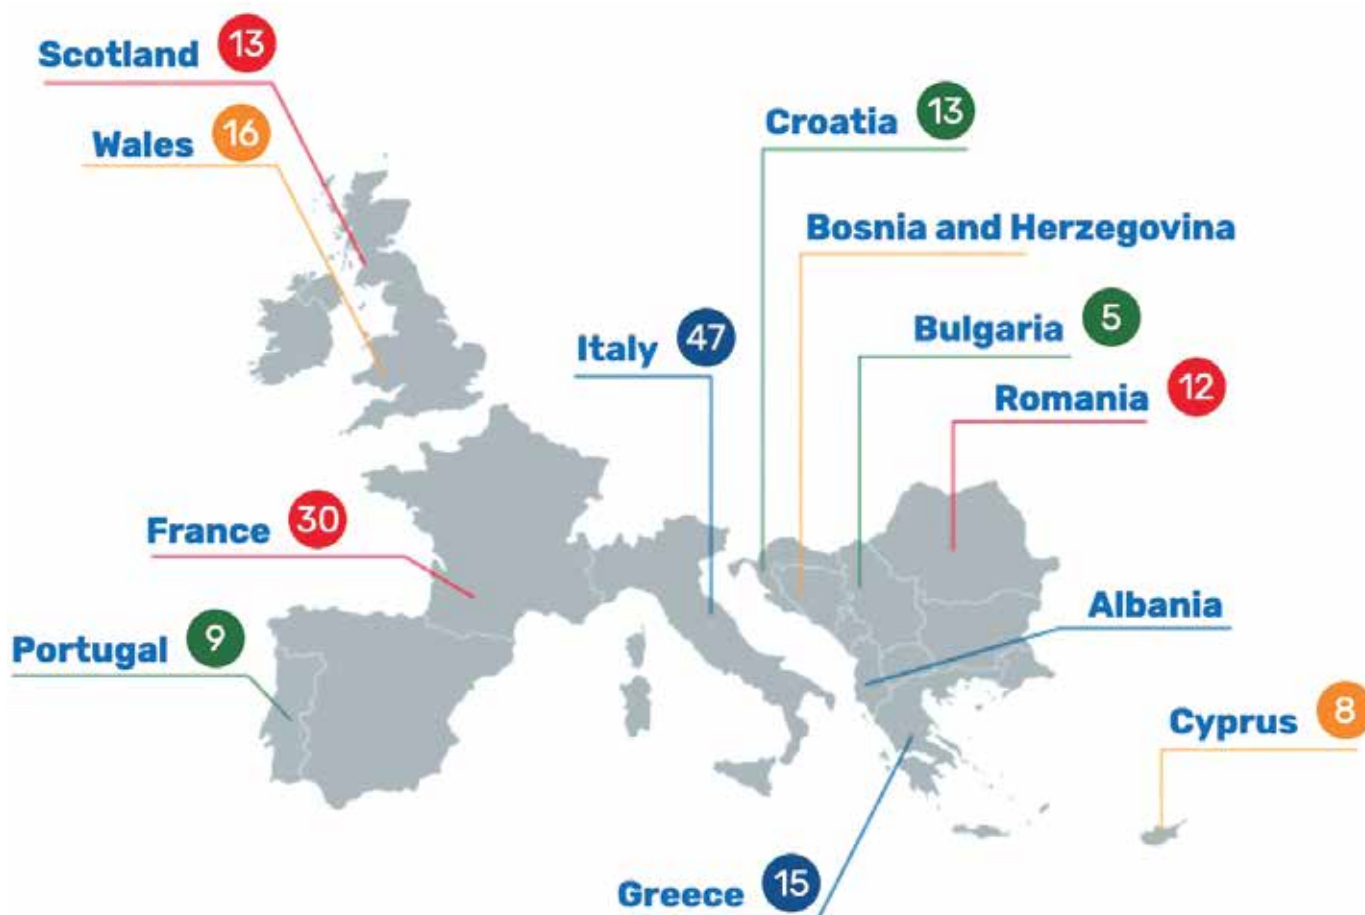 Scotland 13
Wales 16
Croatia 13
Bosnia and Herzegovina
Bulgaria 5
Italy 47
Romania 12
France 30
Albania
Portugal 9
Cyprus 8
Greece 15